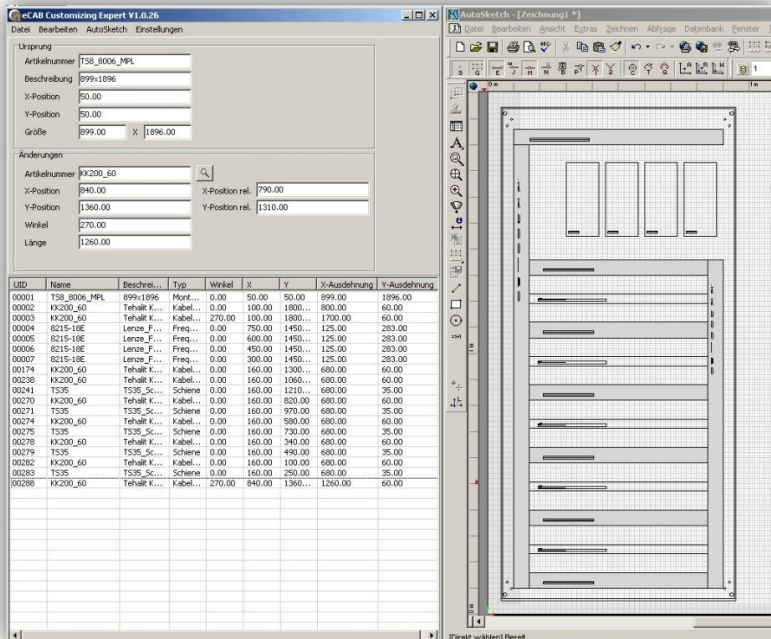 eCAB Customizing Expert V1.0.26
Datei Bearbeiten AutoSketch Einstellungen
Ursprung
Artikelnummer TS8_8006_MPL
Beschreibung 899x1896
X-Position 50.00
Y-Position 50.00
Größe 899.00 X 1896.00
Änderungen
Artikelnummer KK200_60
X-Position 840.00 X-Position rel. 790.00
Y-Position 1360.00 Y-Position rel. 1310.00
Winkel 270.00
Länge 1260.00
UID Name Beschrei... Typ Winkel X Y X-Ausdehnung Y-Ausdehnung
00001 TS8_8006_MPL 899x1896 Mont... 0.00 50.00 50.00 899.00 1896.00
00002 KK200_60 Tehalit K... Kabel... 0.00 100.00 1800... 800.00 60.00
00003 KK200_60 Tehalit K... Kabel... 270.00 100.00 1800... 1700.00 60.00
00004 8215-18E Lenze_F... Freq... 0.00 750.00 1450... 125.00 283.00
00005 8215-18E Lenze_F... Freq... 0.00 600.00 1450... 125.00 283.00
00006 8215-18E Lenze_F... Freq... 0.00 450.00 1450... 125.00 283.00
00007 8215-18E Lenze_F... Freq... 0.00 300.00 1450... 125.00 283.00
00174 KK200_60 Tehalit K... Kabel... 0.00 160.00 1300... 680.00 60.00
00238 KK200_60 Tehalit K... Kabel... 0.00 160.00 1060... 680.00 60.00
00241 TS35 TS35_Sc... Schiene 0.00 160.00 1210... 680.00 35.00
00270 KK200_60 Tehalit K... Kabel... 0.00 160.00 820.00 680.00 60.00
00271 TS35 TS35_Sc... Schiene 0.00 160.00 970.00 680.00 35.00
00274 KK200_60 Tehalit K... Kabel... 0.00 160.00 580.00 680.00 60.00
00275 TS35 TS35_Sc... Schiene 0.00 160.00 730.00 680.00 35.00
00278 KK200_60 Tehalit K... Kabel... 0.00 160.00 340.00 680.00 60.00
00279 TS35 TS35_Sc... Schiene 0.00 160.00 490.00 680.00 35.00
00282 KK200_60 Tehalit K... Kabel... 0.00 160.00 100.00 680.00 60.00
00283 TS35 TS35_Sc... Schiene 0.00 160.00 250.00 680.00 35.00
00288 KK200_60 Tehalit K... Kabel... 270.00 840.00 1360... 1260.00 60.00
AutoSketch - [Zeichnung1 *]
Datei Bearbeiten Ansicht Extras Zeichnen Abfrage Datenbank Fenster
1
0m 1m
[Direkt wählen] Bereit